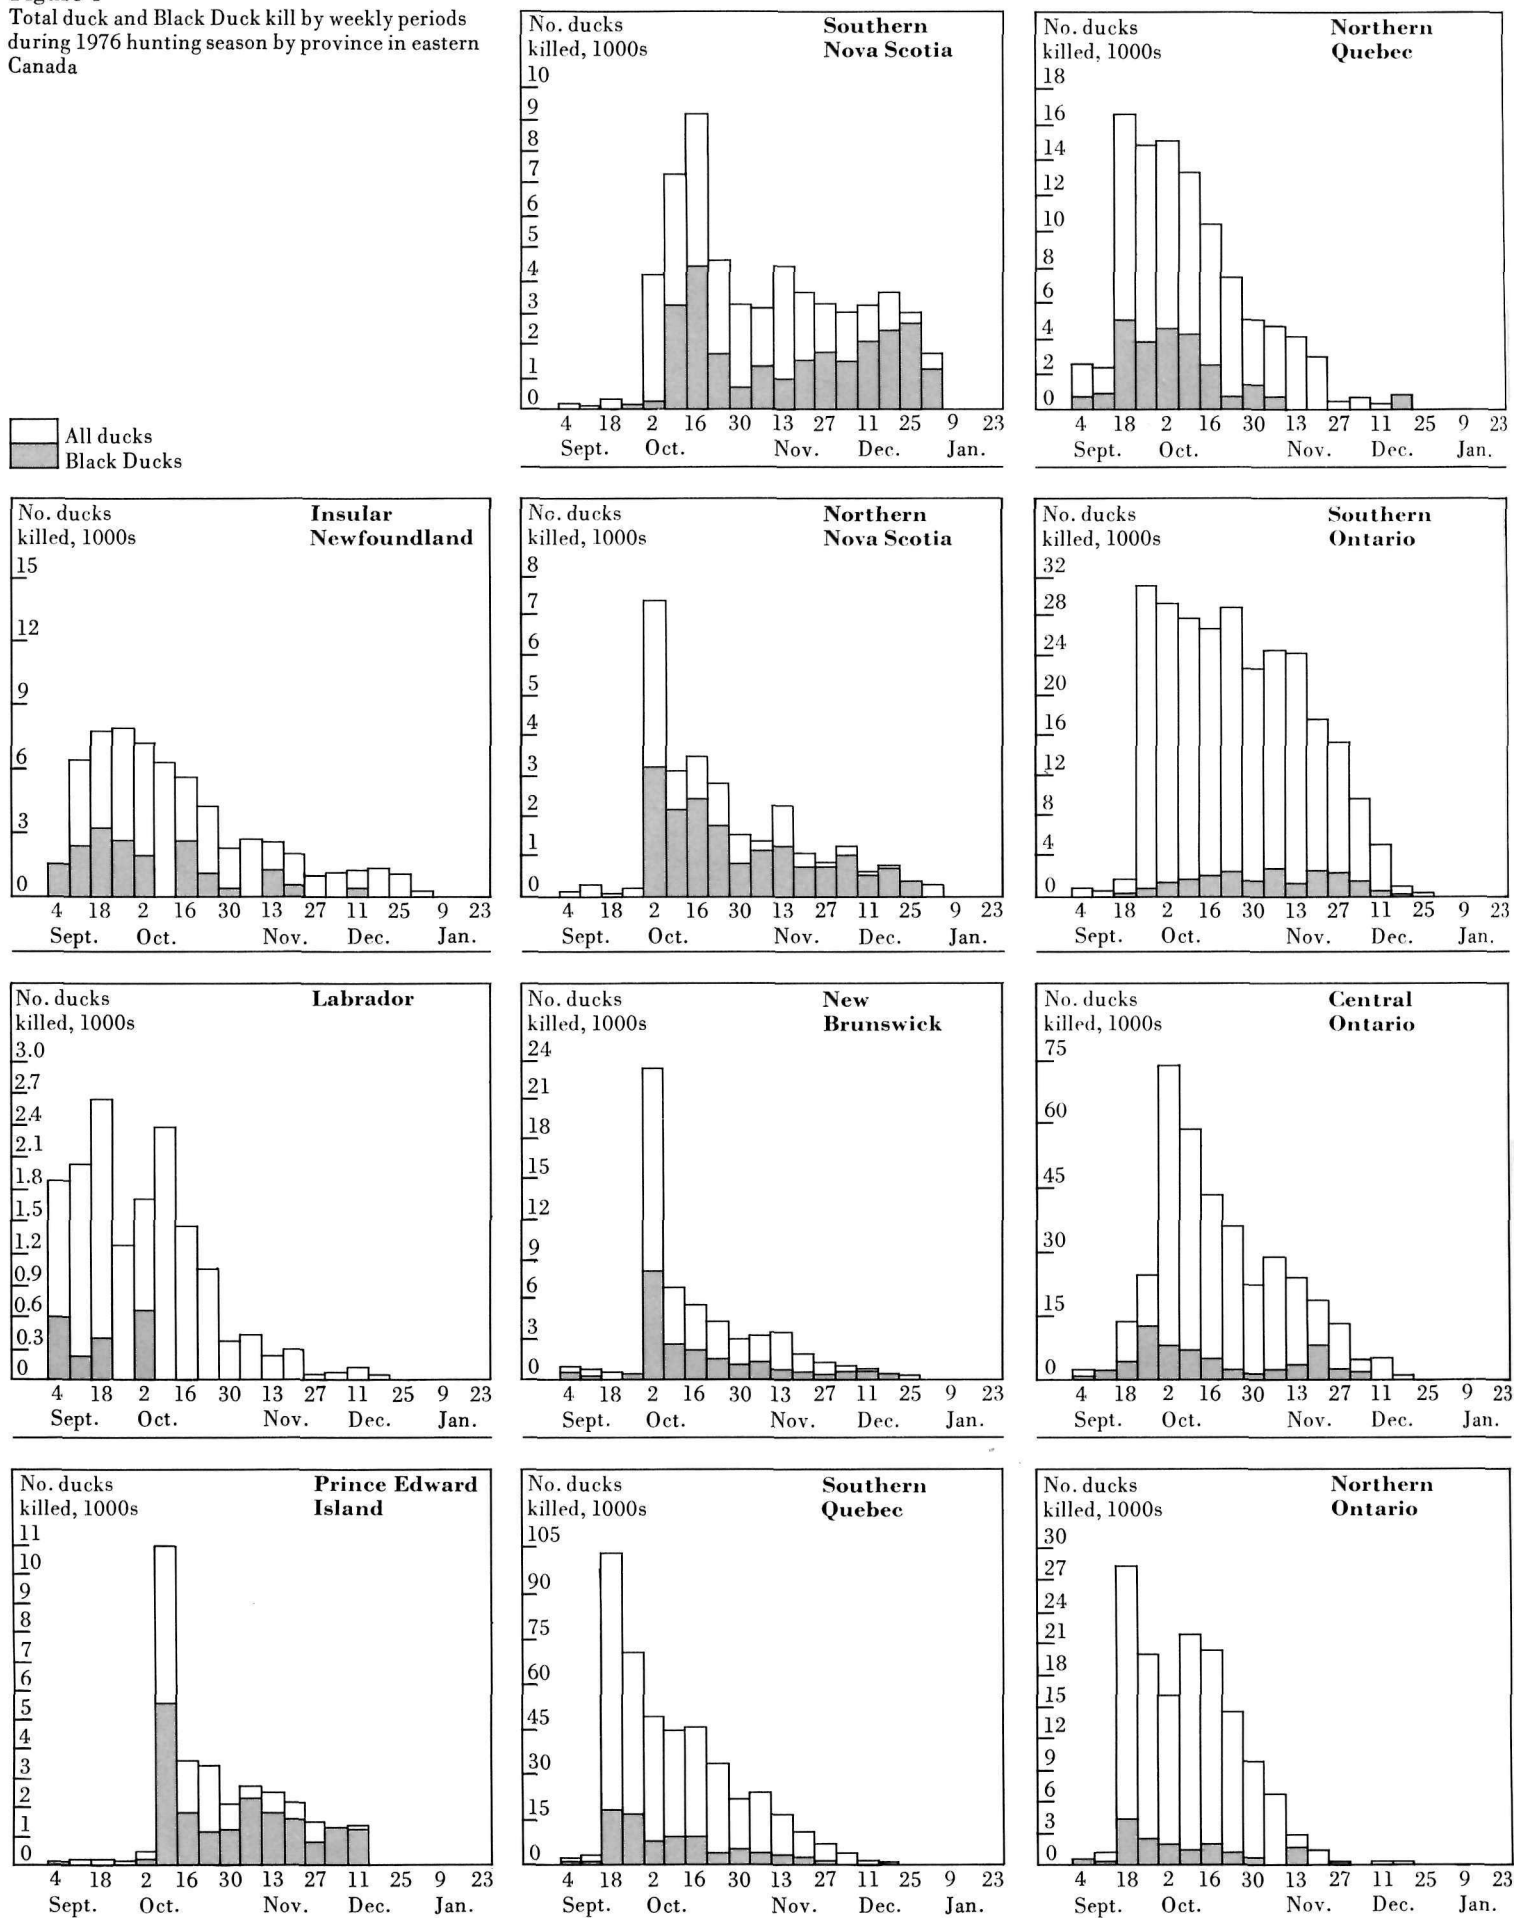 Total duck and Black Duck kill by weekly periods
during 1976 hunting season by province in eastern
Canada
All ducks
Black Ducks
No. ducks
killed, 1000s
Southern
Nova Scotia
10
9
8
7
6
5
4
3
2
1
0
4 18 2 16 30 13 27 11 25 9 23
Sept. Oct. Nov. Dec. Jan.
No. ducks
killed, 1000s
Northern
Quebec
18
16
14
12
10
8
6
4
2
0
4 18 2 16 30 13 27 11 25 9 23
Sept. Oct. Nov. Dec. Jan.
No. ducks
killed, 1000s
Insular
Newfoundland
15
12
9
6
3
0
4 18 2 16 30 13 27 11 25 9 23
Sept. Oct. Nov. Dec. Jan.
No. ducks
killed, 1000s
Northern
Nova Scotia
8
7
6
5
4
3
2
1
0
4 18 2 16 30 13 27 11 25 9 23
Sept. Oct. Nov. Dec. Jan.
No. ducks
killed, 1000s
Southern
Ontario
32
28
24
20
16
12
8
4
0
4 18 2 16 30 13 27 11 25 9 23
Sept. Oct. Nov. Dec. Jan.
No. ducks
killed, 1000s
Labrador
3.0
2.7
2.4
2.1
1.8
1.5
1.2
0.9
0.6
0.3
0
4 18 2 16 30 13 27 11 25 9 23
Sept. Oct. Nov. Dec. Jan.
No. ducks
killed, 1000s
New
Brunswick
24
21
18
15
12
9
6
3
0
4 18 2 16 30 13 27 11 25 9 23
Sept. Oct. Nov. Dec. Jan.
No. ducks
killed, 1000s
Central
Ontario
75
60
45
30
15
0
4 18 2 16 30 13 27 11 25 9 23
Sept. Oct. Nov. Dec. Jan.
No. ducks
killed, 1000s
Prince Edward
Island
11
10
9
8
7
6
5
4
3
2
1
0
4 18 2 16 30 13 27 11 25 9 23
Sept. Oct. Nov. Dec. Jan.
No. ducks
killed, 1000s
Southern
Quebec
105
90
75
60
45
30
15
0
4 18 2 16 30 13 27 11 25 9 23
Sept. Oct. Nov. Dec. Jan.
No. ducks
killed, 1000s
Northern
Ontario
30
27
24
21
18
15
12
9
6
3
0
4 18 2 16 30 13 27 11 25 9 23
Sept. Oct. Nov. Dec. Jan.